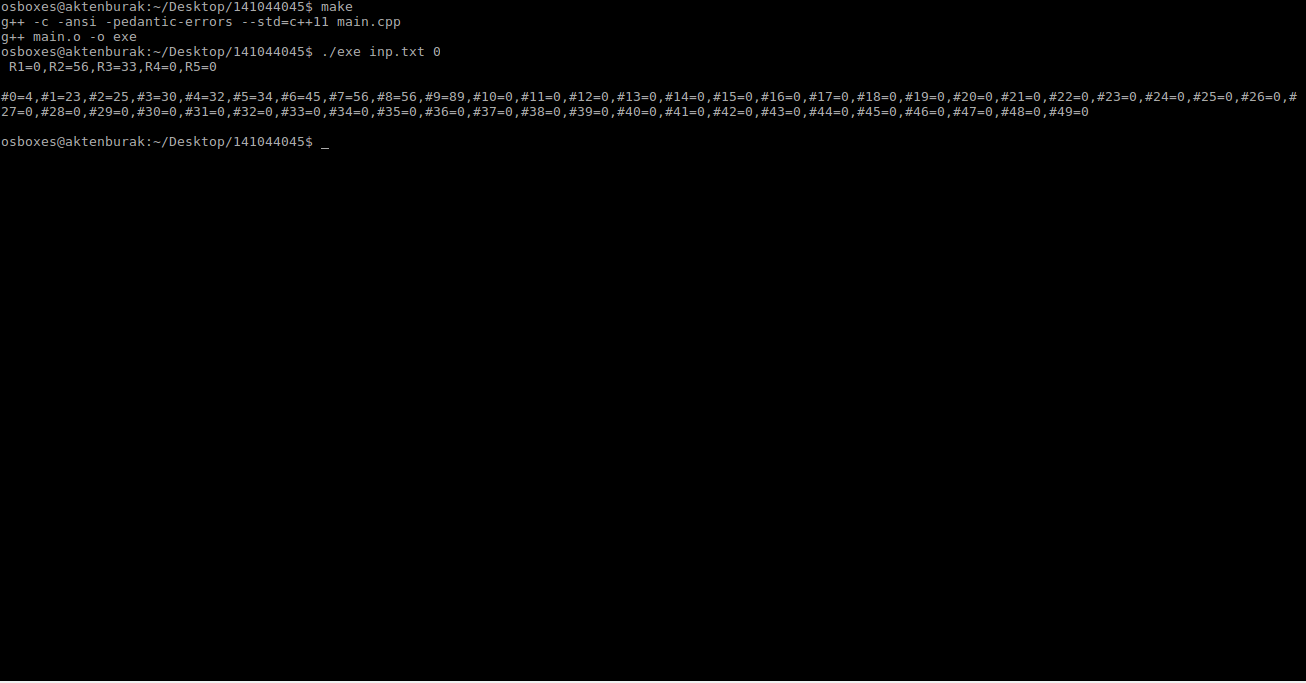 osboxes@aktenburak:~/Desktop/141044045$ make
g++ -c -ansi -pedantic-errors --std=c++11 main.cpp
g++ main.o -o exe
osboxes@aktenburak:~/Desktop/141044045$ ./exe inp.txt 0
 R1=0,R2=56,R3=33,R4=0,R5=0
#0=4,#1=23,#2=25,#3=30,#4=32,#5=34,#6=45,#7=56,#8=56,#9=89,#10=0,#11=0,#12=0,#13=0,#14=0,#15=0,#16=0,#17=0,#18=0,#19=0,#20=0,#21=0,#22=0,#23=0,#24=0,#25=0,#26=0,#
27=0,#28=0,#29=0,#30=0,#31=0,#32=0,#33=0,#34=0,#35=0,#36=0,#37=0,#38=0,#39=0,#40=0,#41=0,#42=0,#43=0,#44=0,#45=0,#46=0,#47=0,#48=0,#49=0
osboxes@aktenburak:~/Desktop/141044045$ _